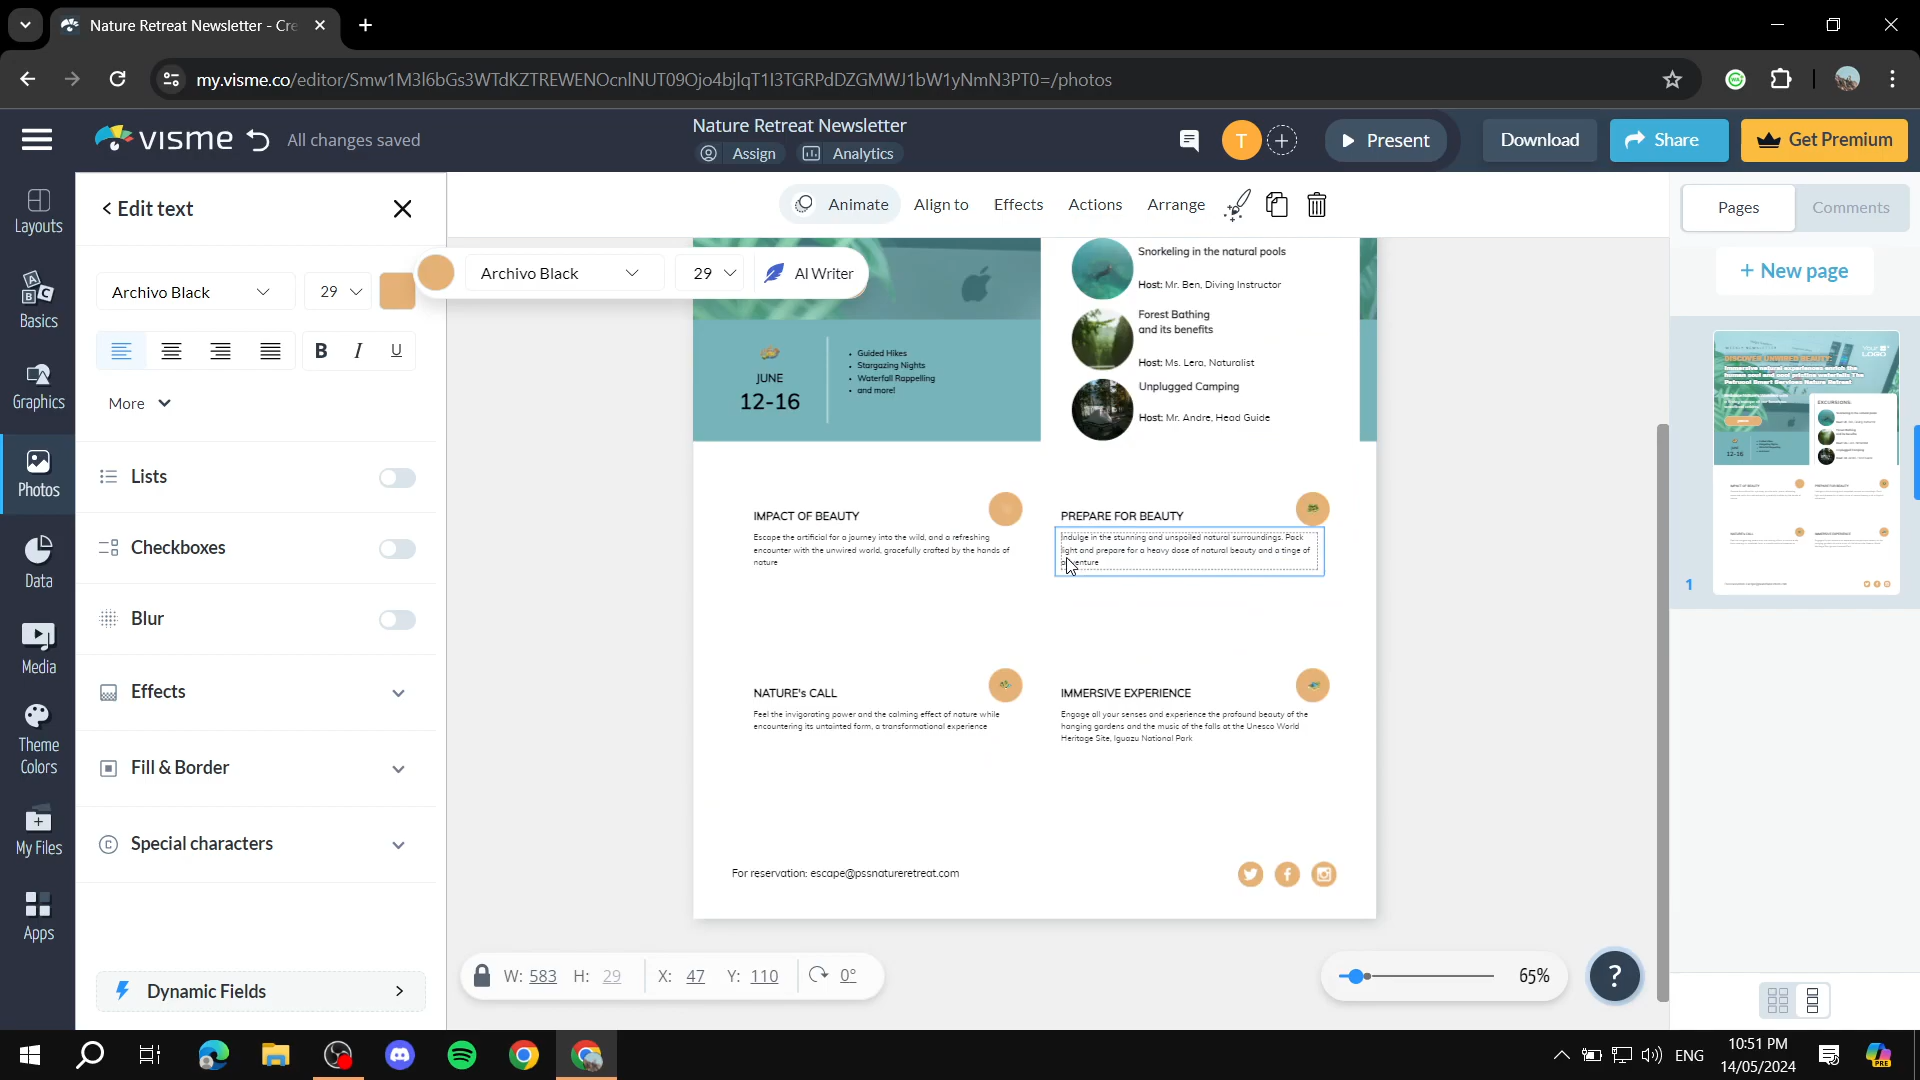 Nature Retreat Newsletter - Cre
my.visme.co/editor/Smw1M3l6bGs3WTdKZTREWENOcnlNUT09Ojo4bjlqT1I3TGRPdDZGMWJ1bW1yNmN3PT0=/photos
visme
All changes saved
Nature Retreat Newsletter
Assign
Analytics
T
Present
Download
Share
Get Premium
Layouts
Basics
Graphics
Photos
Data
Media
Theme
Colors
My Files
Apps
< Edit text
Archivo Black
29
B I U
More
Lists
Checkboxes
Blur
Effects
Fill & Border
Special characters
Dynamic Fields
Animate
Align to
Effects
Actions
Arrange
Archivo Black
29
AI Writer
Snorkeling in the natural pools
Host: Mr. Ben, Diving Instructor
Forest Bathing
and its benefits
Host: Ms. Lera, Naturalist
Unplugged Camping
Host: Mr. Andre, Head Guide
JUNE
12-16
• Guided Hikes
• Stargazing Nights
• Waterfall Rappelling
• and more!
IMPACT OF BEAUTY
Escape the artificial for a journey into the wild, and a refreshing
encounter with the unwired world, gracefully crafted by the hands of
nature
PREPARE FOR BEAUTY
Indulge in the stunning and unspoiled natural surroundings. Pack
light and prepare for a heavy dose of natural beauty and a tinge of
NATURE's CALL
Feel the invigorating power and the calming effect of nature while
encountering its untainted form, a transformational experience
IMMERSIVE EXPERIENCE
Engage all your senses and experience the profound beauty of the
hanging gardens and the music of the falls at the Unesco World
Heritage Site, Iguazu National Park
For reservation: escape@pssnatureretreat.com
W: 583 H: 29 X: 47 Y: 110 0°
65%
?
Pages
Comments
+ New page
DISCOVER UNWIRED BEAUTY:
EXCURSIONS:
1
ENG
10:51 PM
14/05/2024
PRE